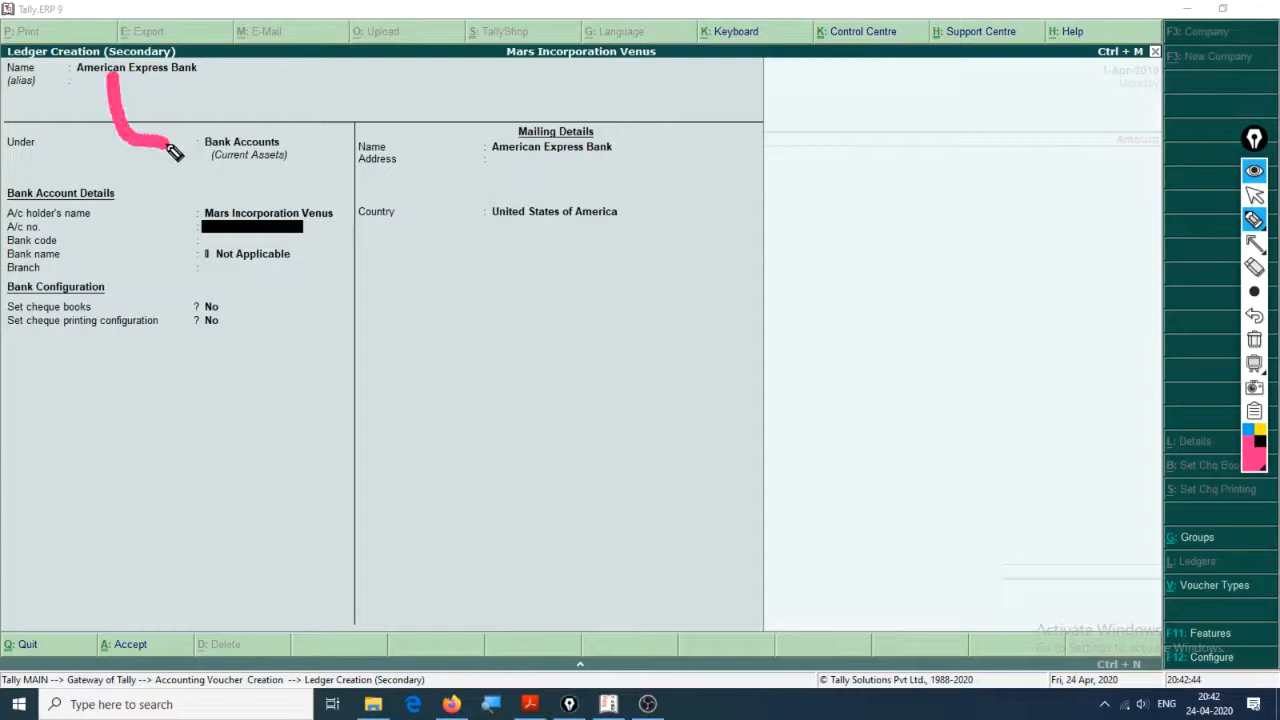 Tally.ERP 9
P: Print
E: Export
M: E-Mail
O: Upload
S: TallyShop
G: Language
K: Keyboard
K: Control Centre
H: Support Centre
H: Help
F3: Company
F3: New Company
Ledger Creation (Secondary)
Mars Incorporation Venus
Ctrl + M
Name : American Express Bank
(alias) :
1-Apr-2019
Monday
Under : Bank Accounts
(Current Assets)
Bank Account Details
A/c holder's name : Mars Incorporation Venus
A/c no. :
Bank code :
Bank name : Not Applicable
Branch :
Bank Configuration
Set cheque books ? No
Set cheque printing configuration ? No
Mailing Details
Name : American Express Bank
Address :
Country : United States of America
Amount
L: Details
B: Set Chq Boo
S: Set Chq Printing
G: Groups
L: Ledgers
V: Voucher Types
F11: Features
F12: Configure
Activate Windows
Go to Settings to activate Windows.
Q: Quit
A: Accept
D: Delete
Ctrl + N
Tally MAIN --> Gateway of Tally --> Accounting Voucher Creation --> Ledger Creation (Secondary)
© Tally Solutions Pvt Ltd., 1988-2020
Fri, 24 Apr, 2020
20:42:44
Type here to search
ENG
20:42
24-04-2020